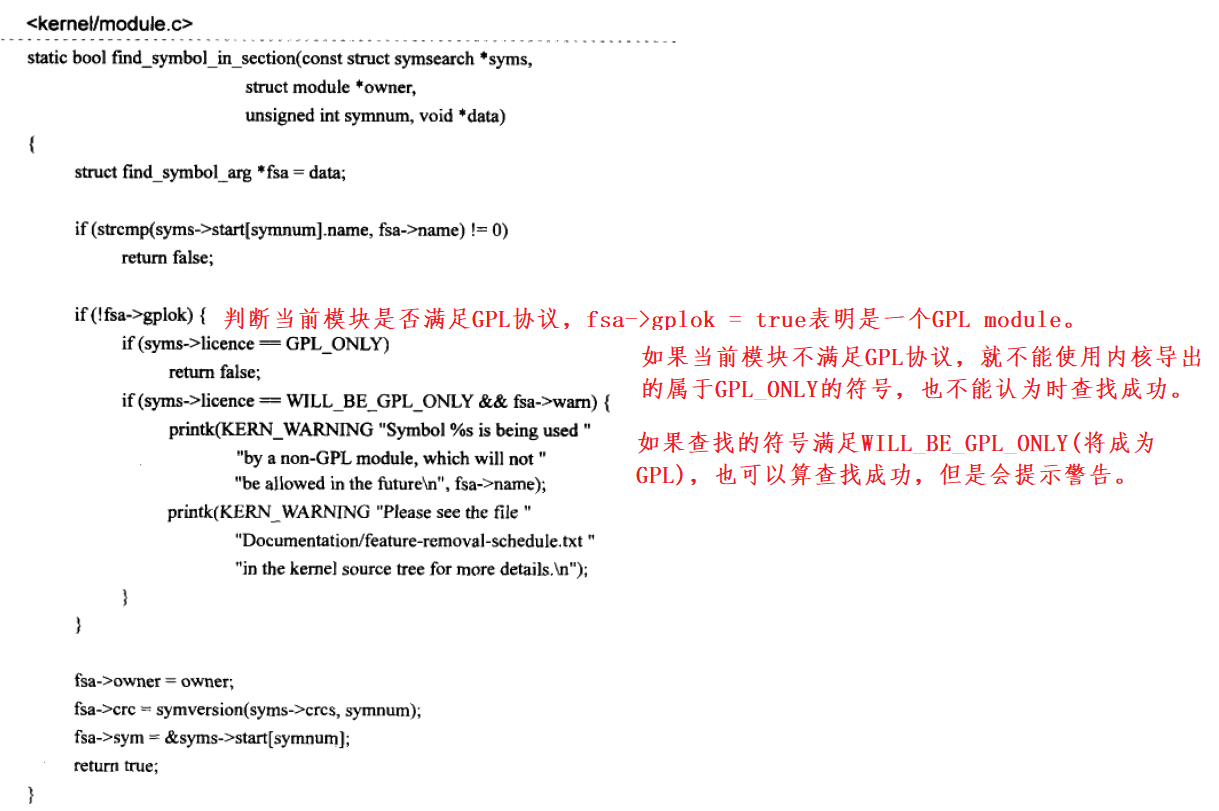 <kernel/module.c>
static bool find_symbol_in_section(const struct symsearch *syms,
struct module *owner,
unsigned int symnum, void *data)
{
struct find_symbol_arg *fsa = data;
if (strcmp(syms->start[symnum].name, fsa->name) != 0)
return false;
if (!fsa->gplok) { 判断当前模块是否满足GPL协议，fsa->gplok = true表明是一个GPL module。
if (syms->licence == GPL_ONLY)
return false;
如果当前模块不满足GPL协议，就不能使用内核导出
的属于GPL_ONLY的符号，也不能认为时查找成功。
if (syms->licence == WILL_BE_GPL_ONLY && fsa->warn) {
printk(KERN_WARNING "Symbol %s is being used "
"by a non-GPL module, which will not "
"be allowed in the future\n", fsa->name);
如果查找的符号满足WILL_BE_GPL_ONLY(将成为
GPL)，也可以算查找成功，但是会提示警告。
printk(KERN_WARNING "Please see the file "
"Documentation/feature-removal-schedule.txt "
"in the kernel source tree for more details.\n");
}
}
fsa->owner = owner;
fsa->crc = symversion(syms->crcs, symnum);
fsa->sym = &syms->start[symnum];
return true;
}